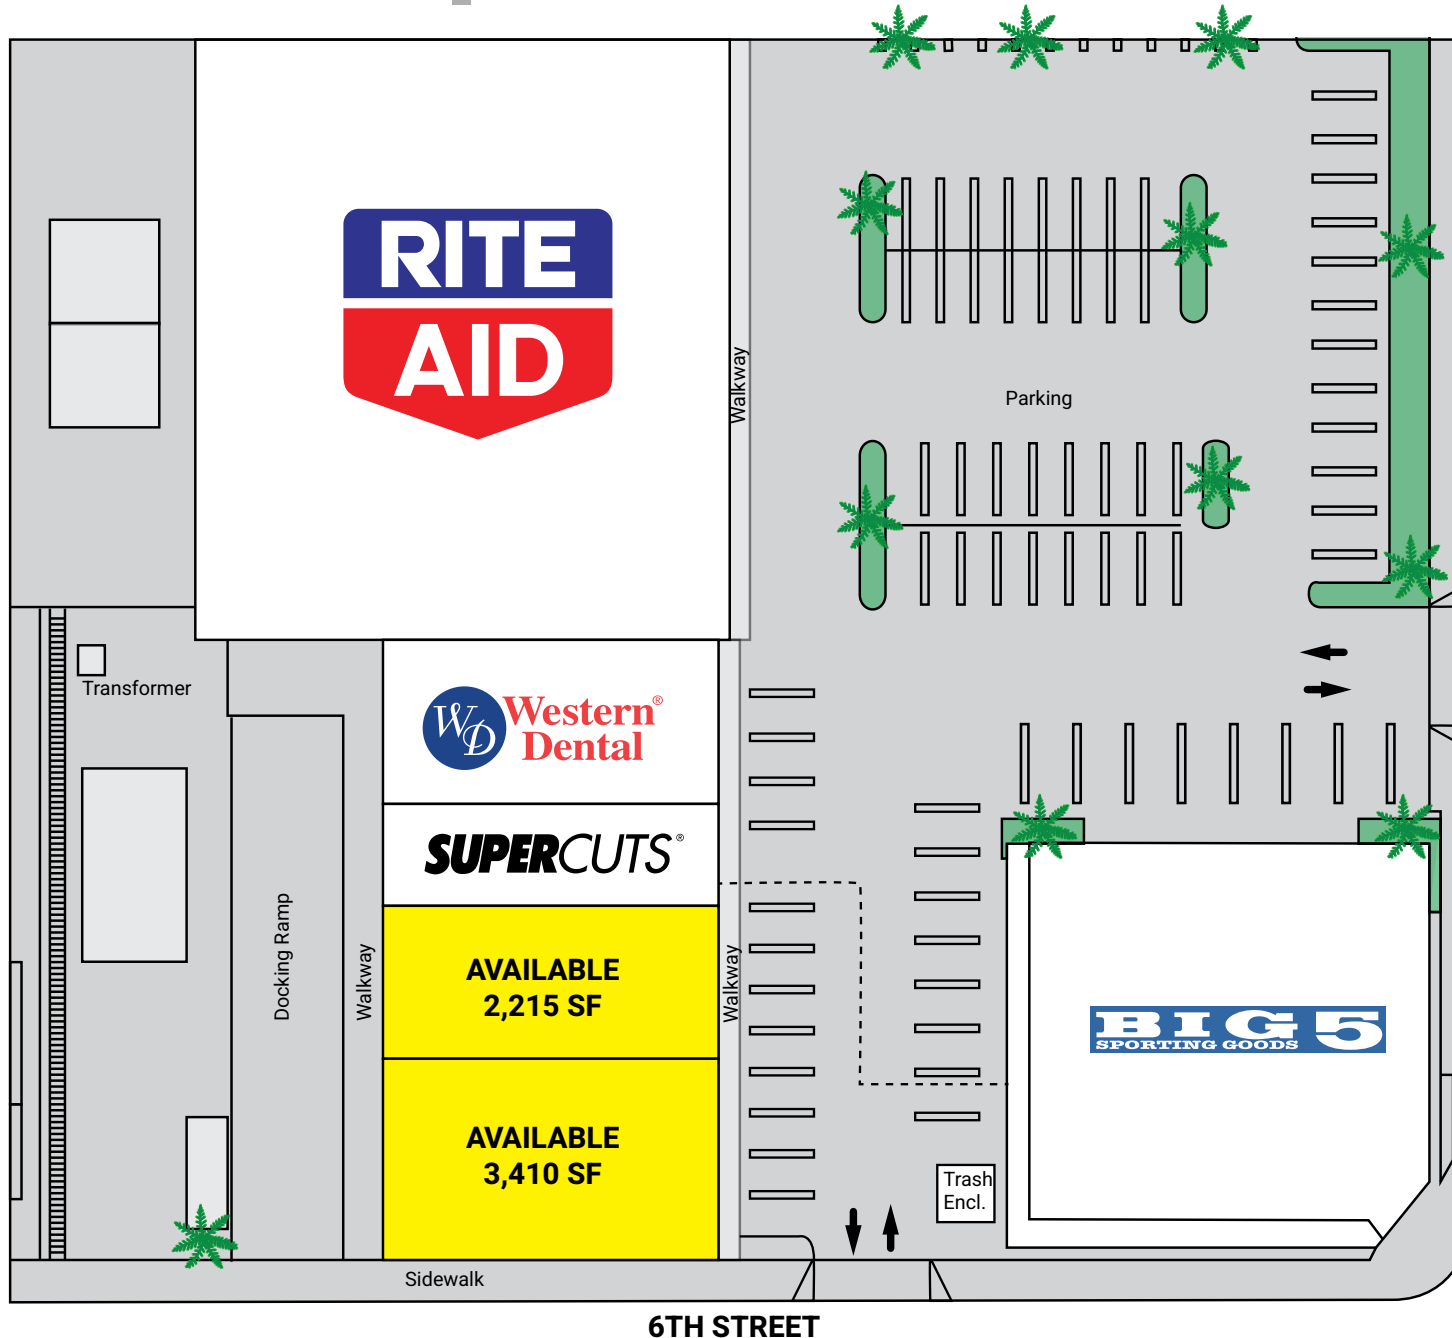 RITE
AID
Walkway
Parking
Transformer
WD
Western®
Dental
SUPERCUTS®
Docking Ramp
Walkway
AVAILABLE
2,215 SF
Walkway
BIG 5
SPORTING GOODS
AVAILABLE
3,410 SF
Trash
Encl.
Sidewalk
6TH STREET